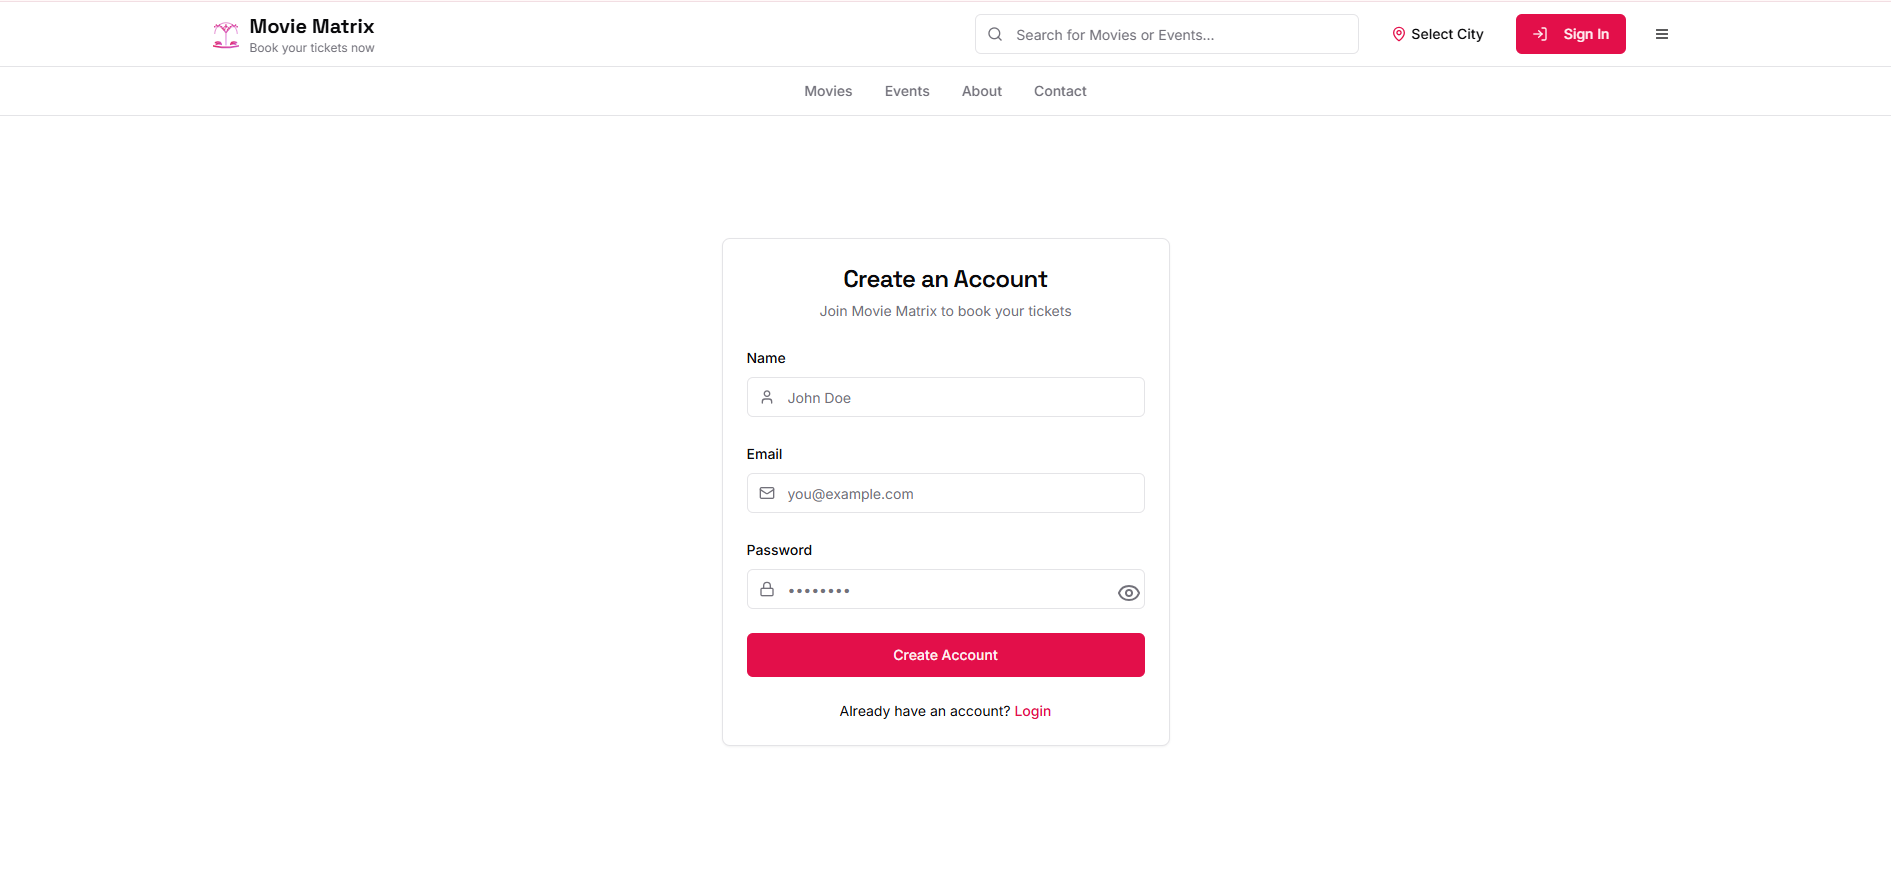 Movie Matrix
Book your tickets now
Search for Movies or Events...
Select City
Sign In
Movies
Events
About
Contact
Create an Account
Join Movie Matrix to book your tickets
Name
John Doe
Email
you@example.com
Password
••••••••
Create Account
Already have an account? Login